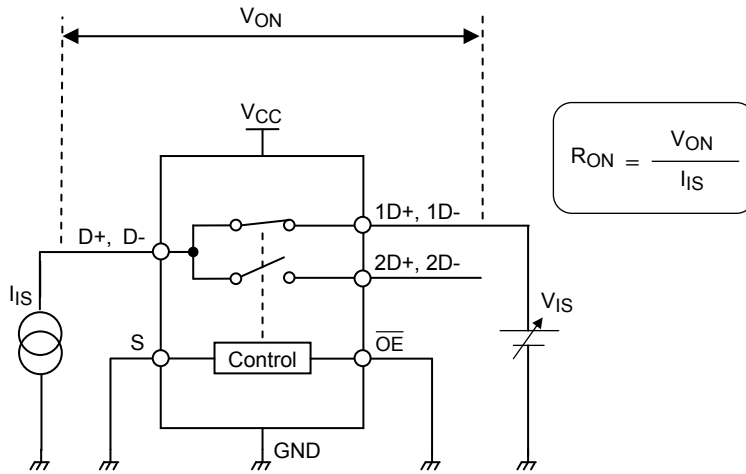 VON
VCC
RON = VON / IIS
1D+, 1D-
D+, D-
2D+, 2D-
IIS
VIS
S
OE
Control
GND